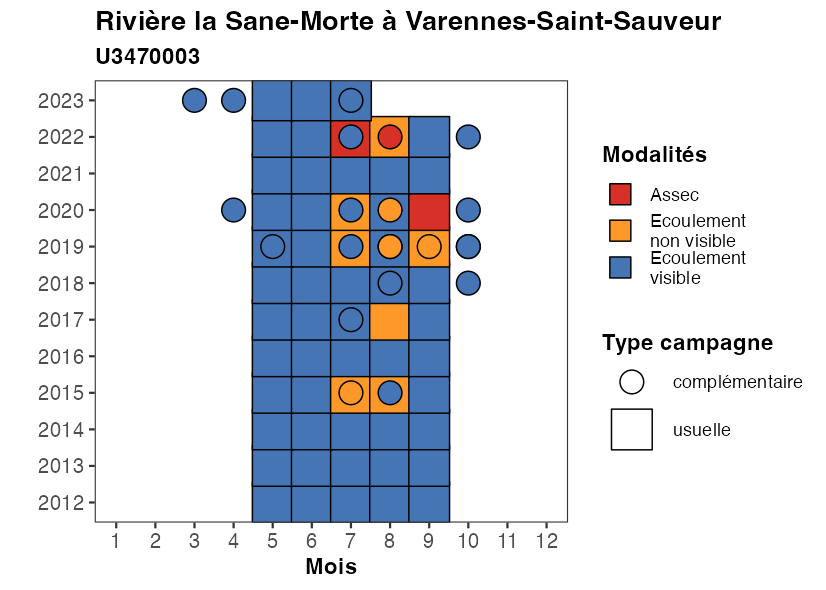 Rivière la Sane-Morte à Varennes-Saint-Sauveur
U3470003
2023
2022
2021
2020
2019
2018
2017
2016
2015
2014
2013
2012
1 2 3 4 5 6 7 8 9 10 11 12
Mois
Modalités
Assec
Ecoulement
non visible
Ecoulement
visible
Type campagne
complémentaire
usuelle